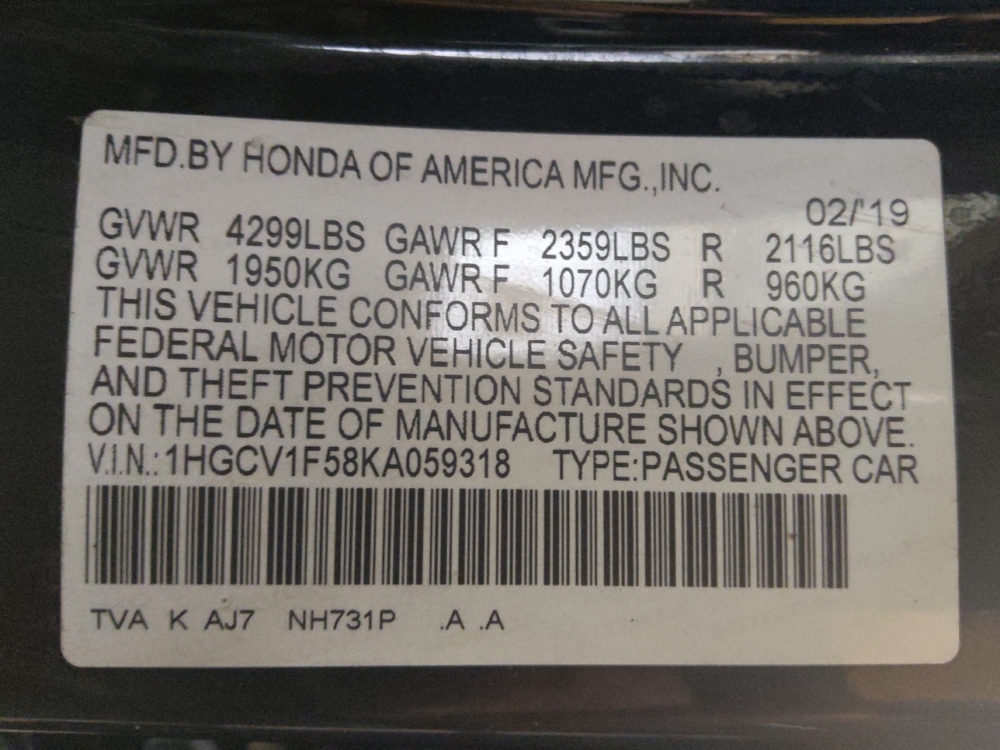 MFD.BY HONDA OF AMERICA MFG.,INC.
02/'19
GVWR 4299LBS GAWR F 2359LBS R 2116LBS
GVWR 1950KG GAWR F 1070KG R 960KG
THIS VEHICLE CONFORMS TO ALL APPLICABLE
FEDERAL MOTOR VEHICLE SAFETY , BUMPER,
AND THEFT PREVENTION STANDARDS IN EFFECT
ON THE DATE OF MANUFACTURE SHOWN ABOVE.
V.I.N.:1HGCV1F58KA059318 TYPE:PASSENGER CAR
TVA K AJ7 NH731P .A .A